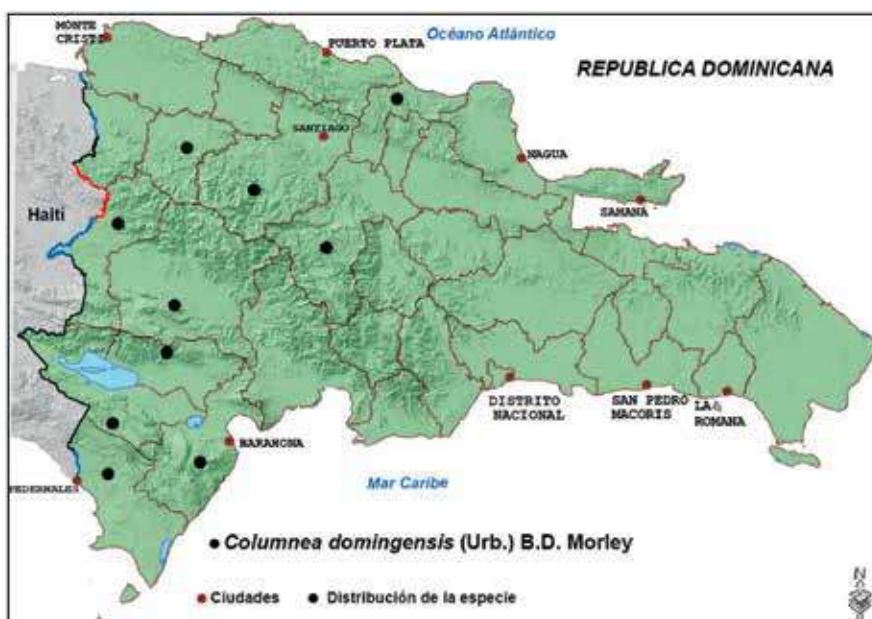 MONTE
CRISTI
PUERTO PLATA
Océano Atlántico
REPUBLICA DOMINICANA
SANTIAGO
NAGUA
SAMANA
Haití
DISTRITO
NACIONAL
SAN PEDRO
MACORIS
LA
ROMANA
BARAHONA
PEDERNALES
Mar Caribe
Columnea domingensis (Urb.) B.D. Morley
Ciudades
Distribución de la especie
N